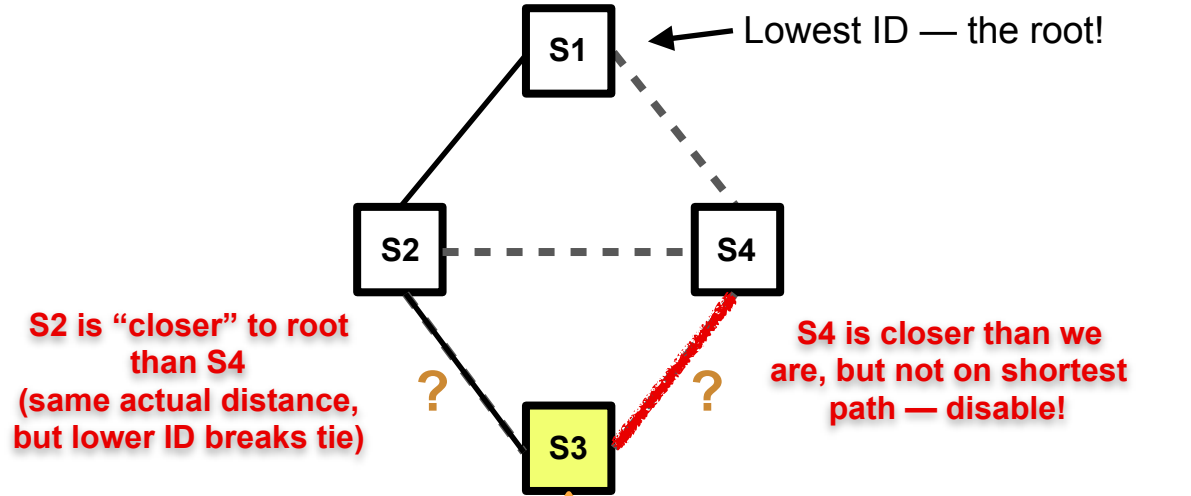 S1
Lowest ID — the root!
S2
S4
S2 is “closer” to root
than S4
(same actual distance,
but lower ID breaks tie)
?
?
S4 is closer than we
are, but not on shortest
path — disable!
S3